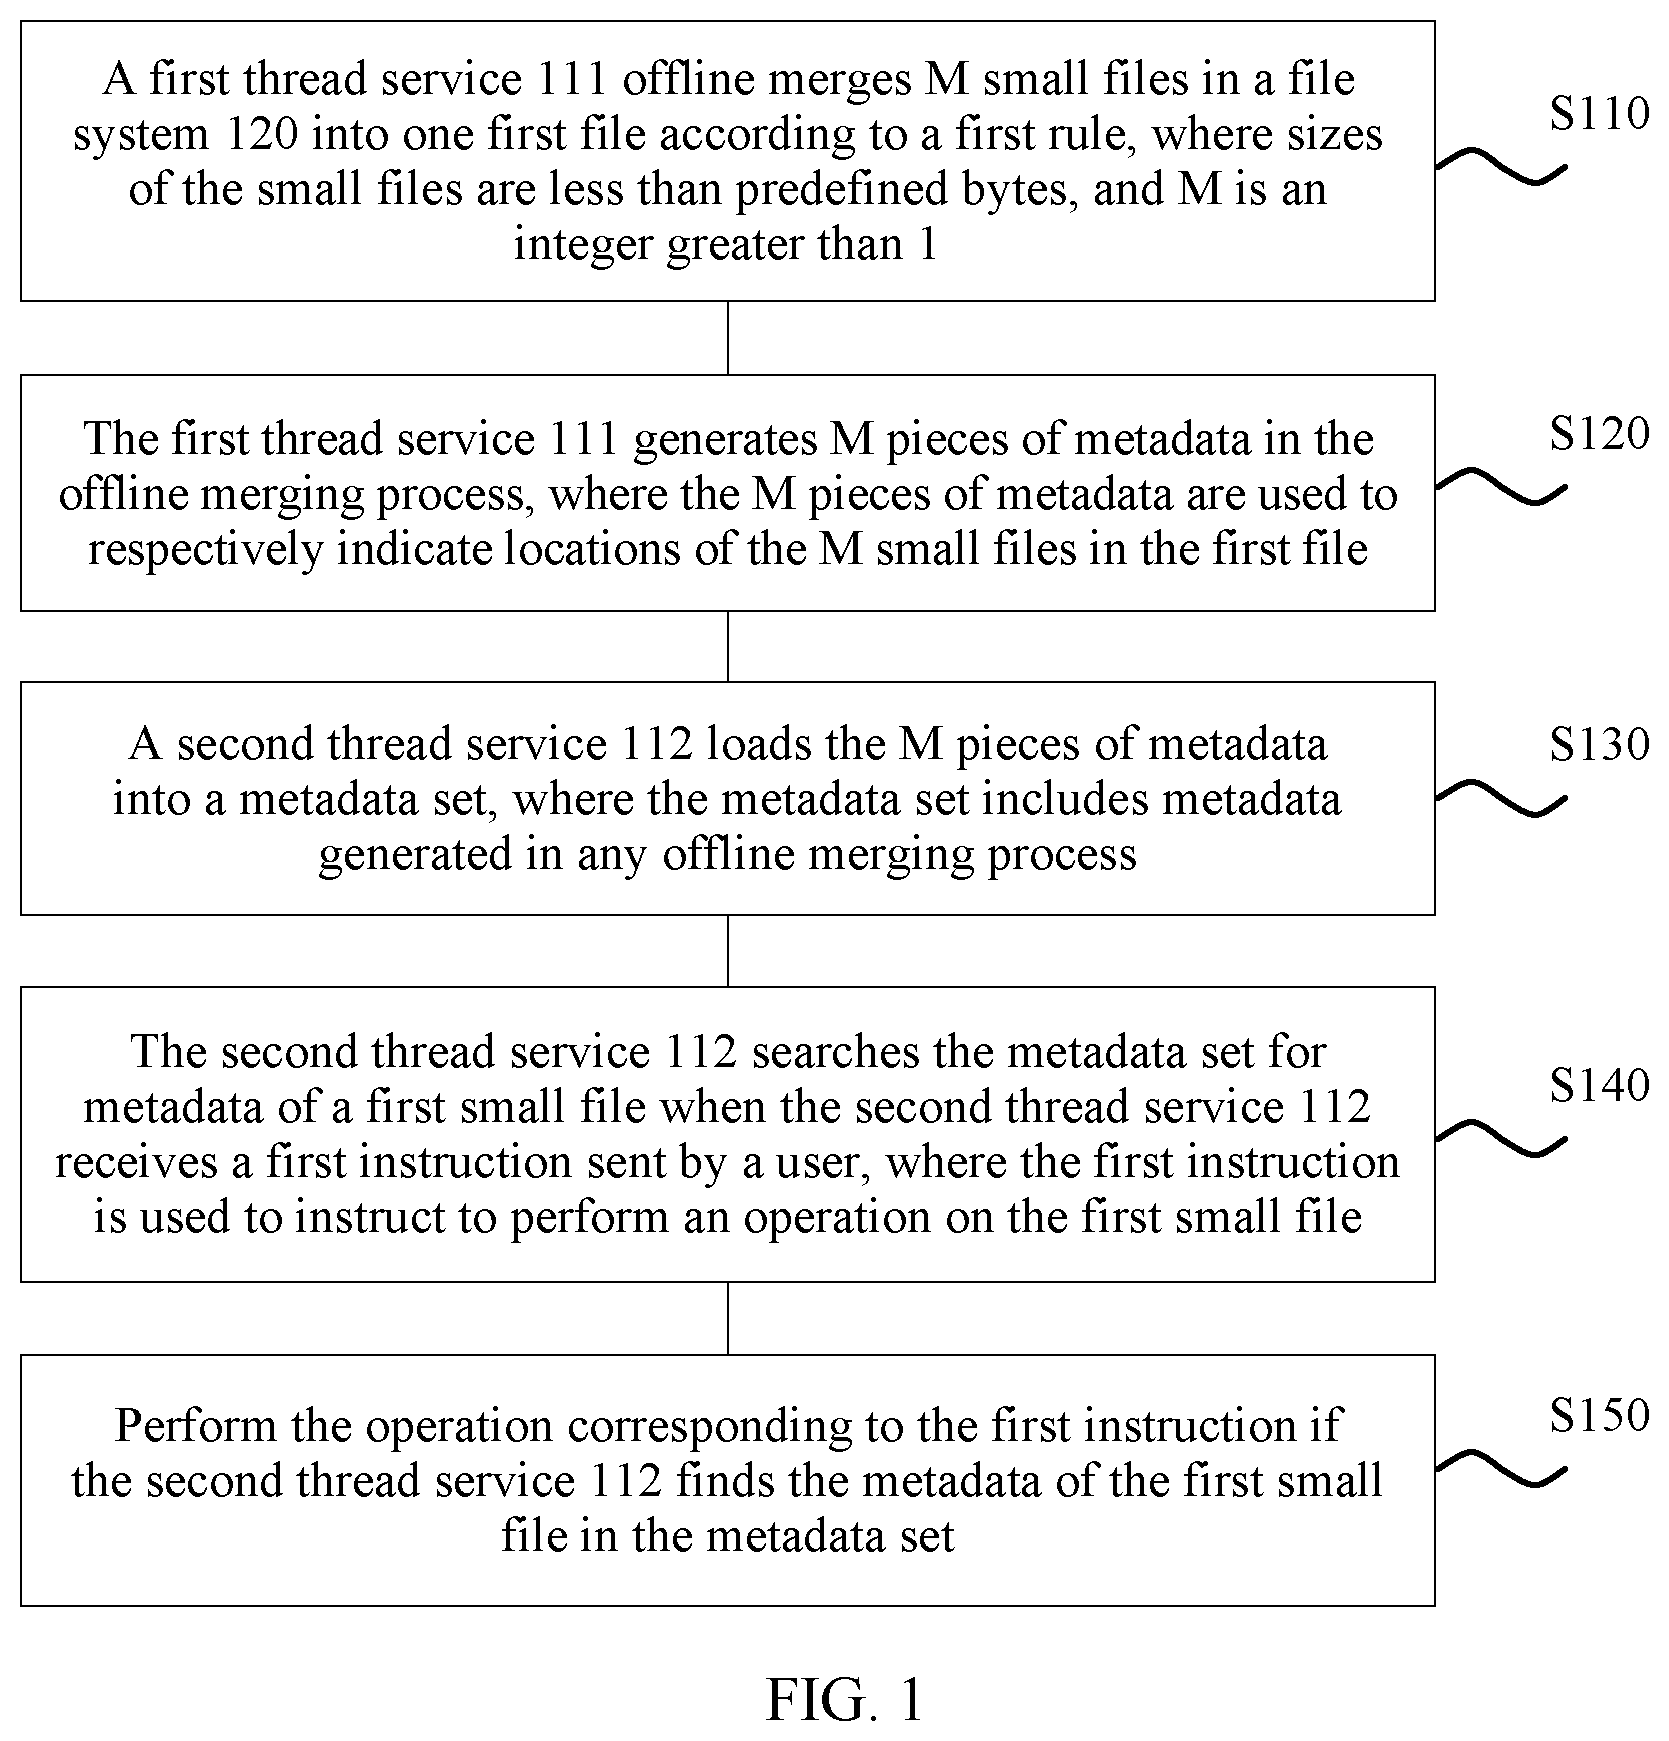 A first thread service 111 offline merges M small files in a file
system 120 into one first file according to a first rule, where sizes
of the small files are less than predefined bytes, and M is an
integer greater than 1
S110
The first thread service 111 generates M pieces of metadata in the
offline merging process, where the M pieces of metadata are used to
respectively indicate locations of the M small files in the first file
S120
A second thread service 112 loads the M pieces of metadata
into a metadata set, where the metadata set includes metadata
generated in any offline merging process
S130
The second thread service 112 searches the metadata set for
metadata of a first small file when the second thread service 112
receives a first instruction sent by a user, where the first instruction
is used to instruct to perform an operation on the first small file
S140
Perform the operation corresponding to the first instruction if
the second thread service 112 finds the metadata of the first small
file in the metadata set
S150
FIG. 1